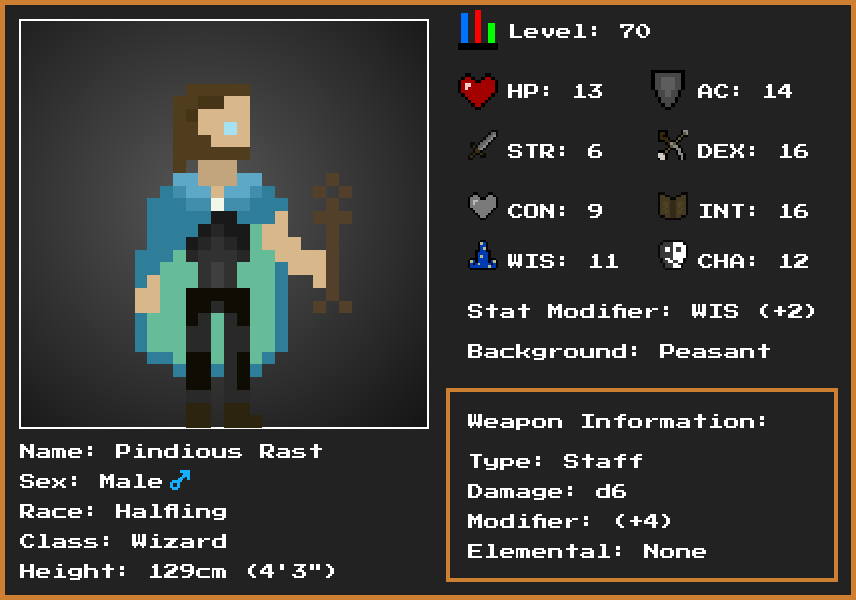 Level: 70
HP: 13
AC: 14
STR: 6
DEX: 16
CON: 9
INT: 16
WIS: 11
CHA: 12
Stat Modifier: WIS (+2)
Background: Peasant
Weapon Information:
Type: Staff
Damage: d6
Modifier: (+4)
Elemental: None
Name: Pindious Rast
Sex: Male♂
Race: Halfling
Class: Wizard
Height: 129cm (4'3")